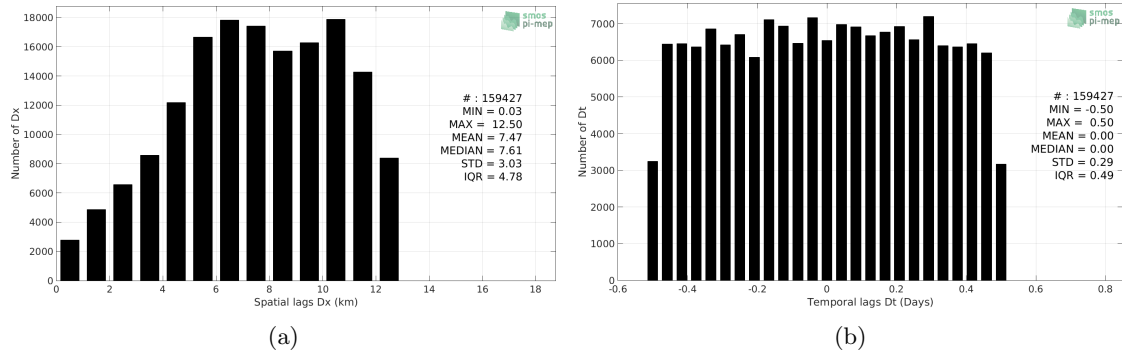 smos
pi-mep
18000
16000
14000
12000
10000
8000
6000
4000
2000
0
Number of Dx
# : 159427
MIN = 0.03
MAX = 12.50
MEAN = 7.47
MEDIAN = 7.61
STD = 3.03
IQR = 4.78
0 2 4 6 8 10 12 14 16 18
Spatial lags Dx (km)
(a)
smos
pi-mep
7000
6000
5000
4000
3000
2000
1000
0
Number of Dt
# : 159427
MIN = -0.50
MAX = 0.50
MEAN = 0.00
MEDIAN = 0.00
STD = 0.29
IQR = 0.49
-0.6 -0.4 -0.2 0 0.2 0.4 0.6 0.8
Temporal lags Dt (Days)
(b)